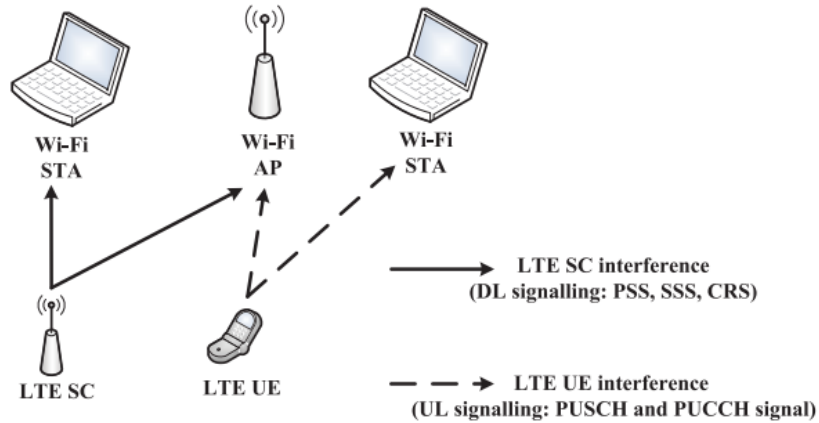 Wi-Fi
STA
Wi-Fi
AP
Wi-Fi
STA
LTE SC interference
(DL signalling: PSS, SSS, CRS)
LTE SC
LTE UE
LTE UE interference
(UL signalling: PUSCH and PUCCH signal)